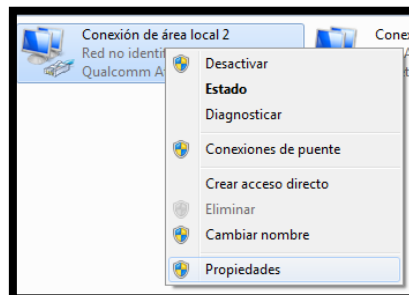 Conexión de área local 2
Red no identif
Qualcomm At
Conex
Desactivar
Estado
Diagnosticar
Conexiones de puente
Crear acceso directo
Eliminar
Cambiar nombre
Propiedades